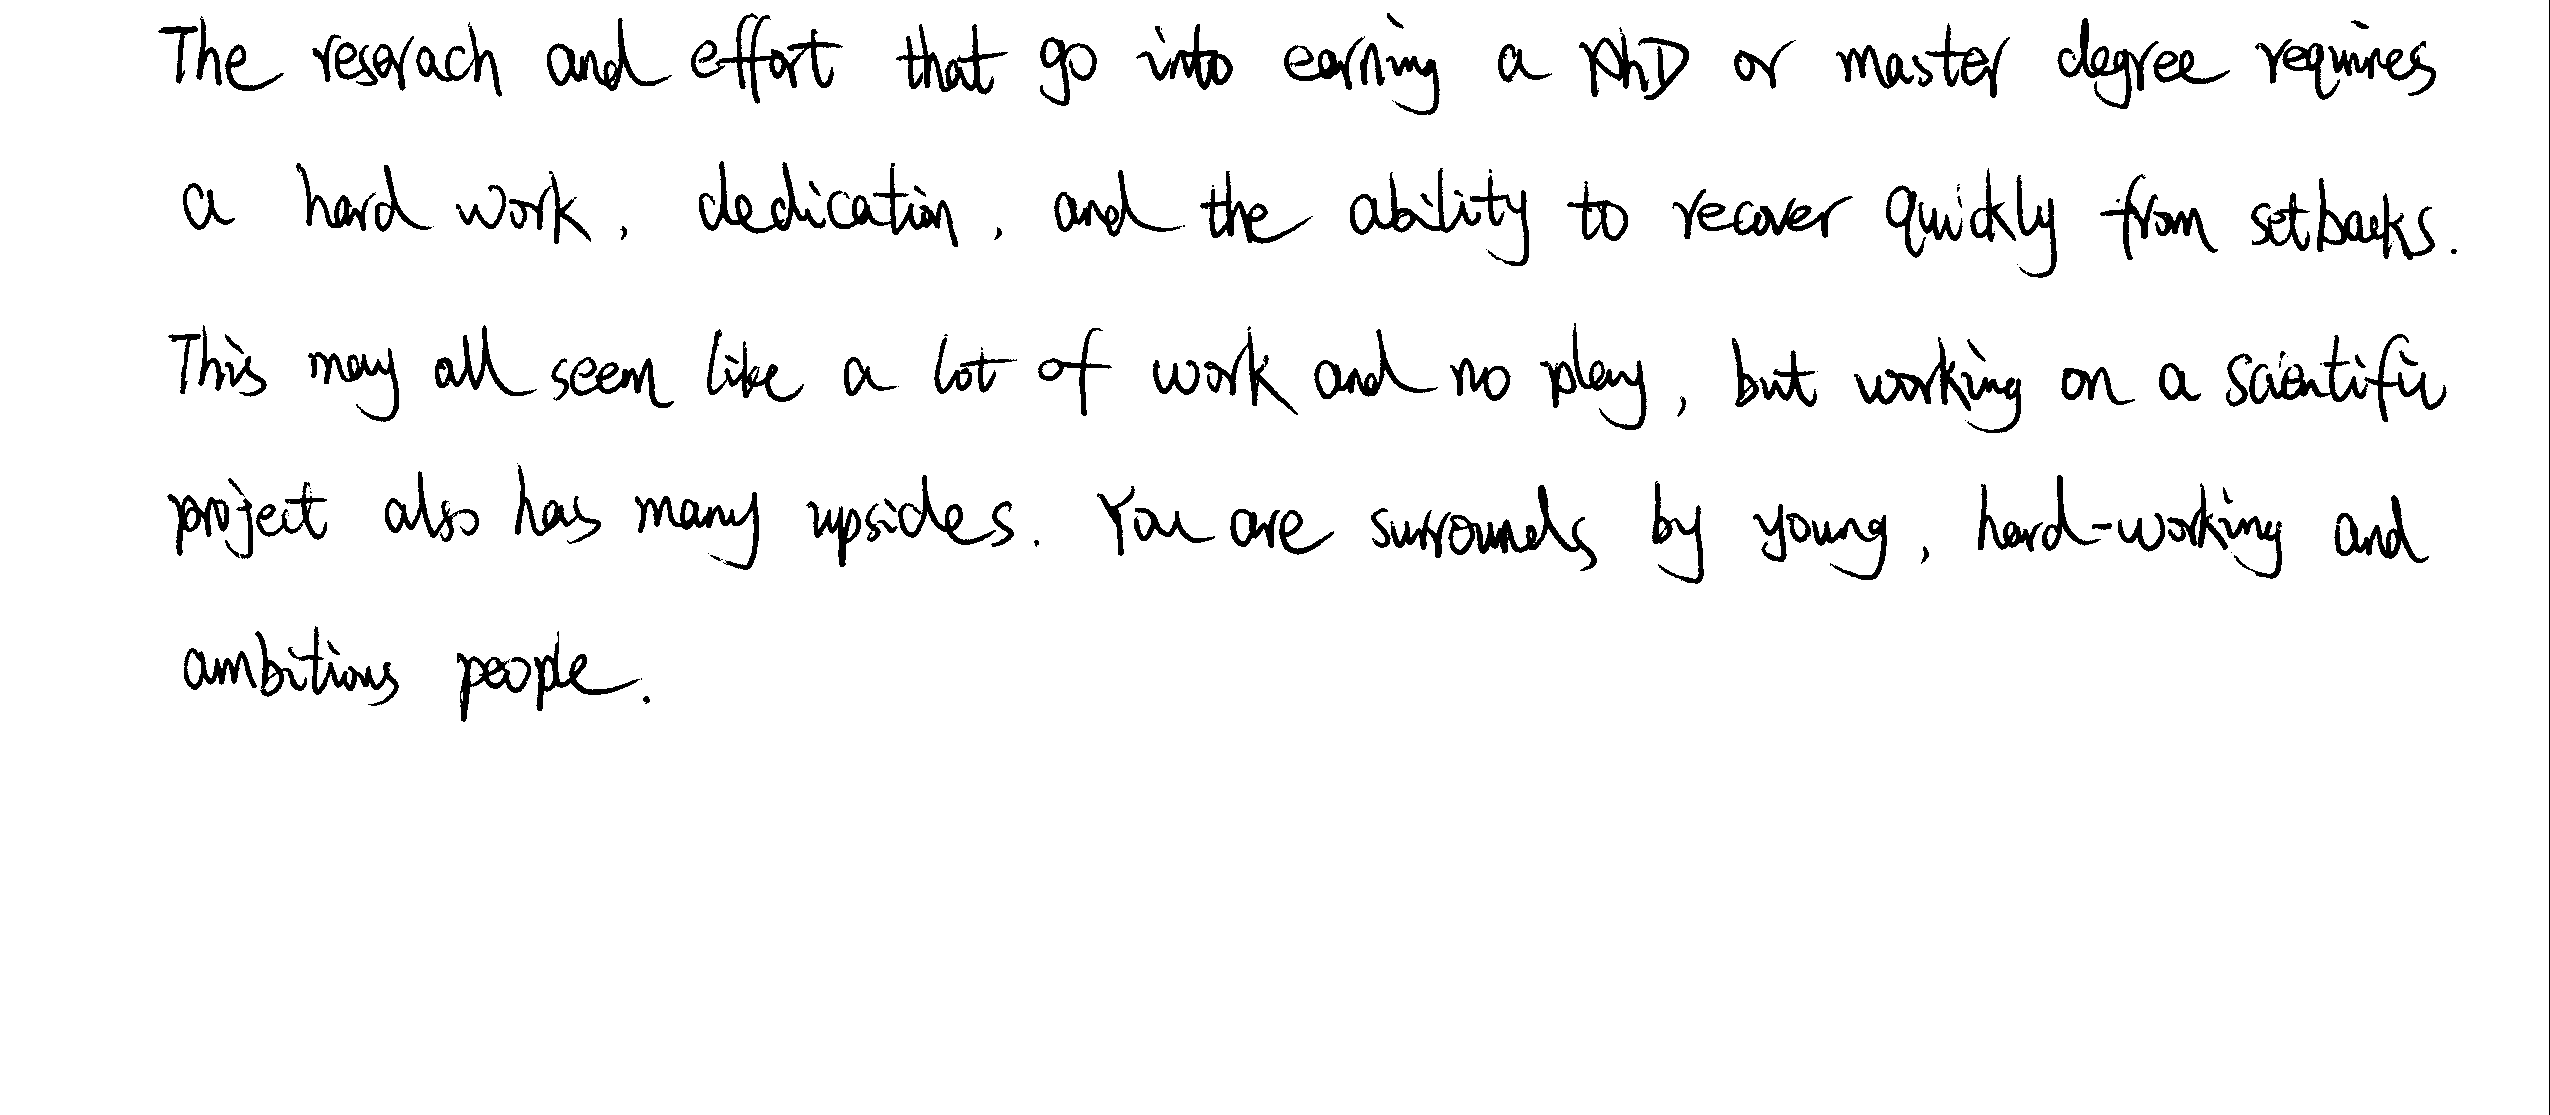 The reserach and effort that go into earning a PhD or master degree requires
a hard work, dedication, and the ability to recover quickly from setbacks.
This may all seem like a lot of work and no play, but working on a scientific
project also has many upsides. You are surrounds by young, hard-working and
ambitious people.